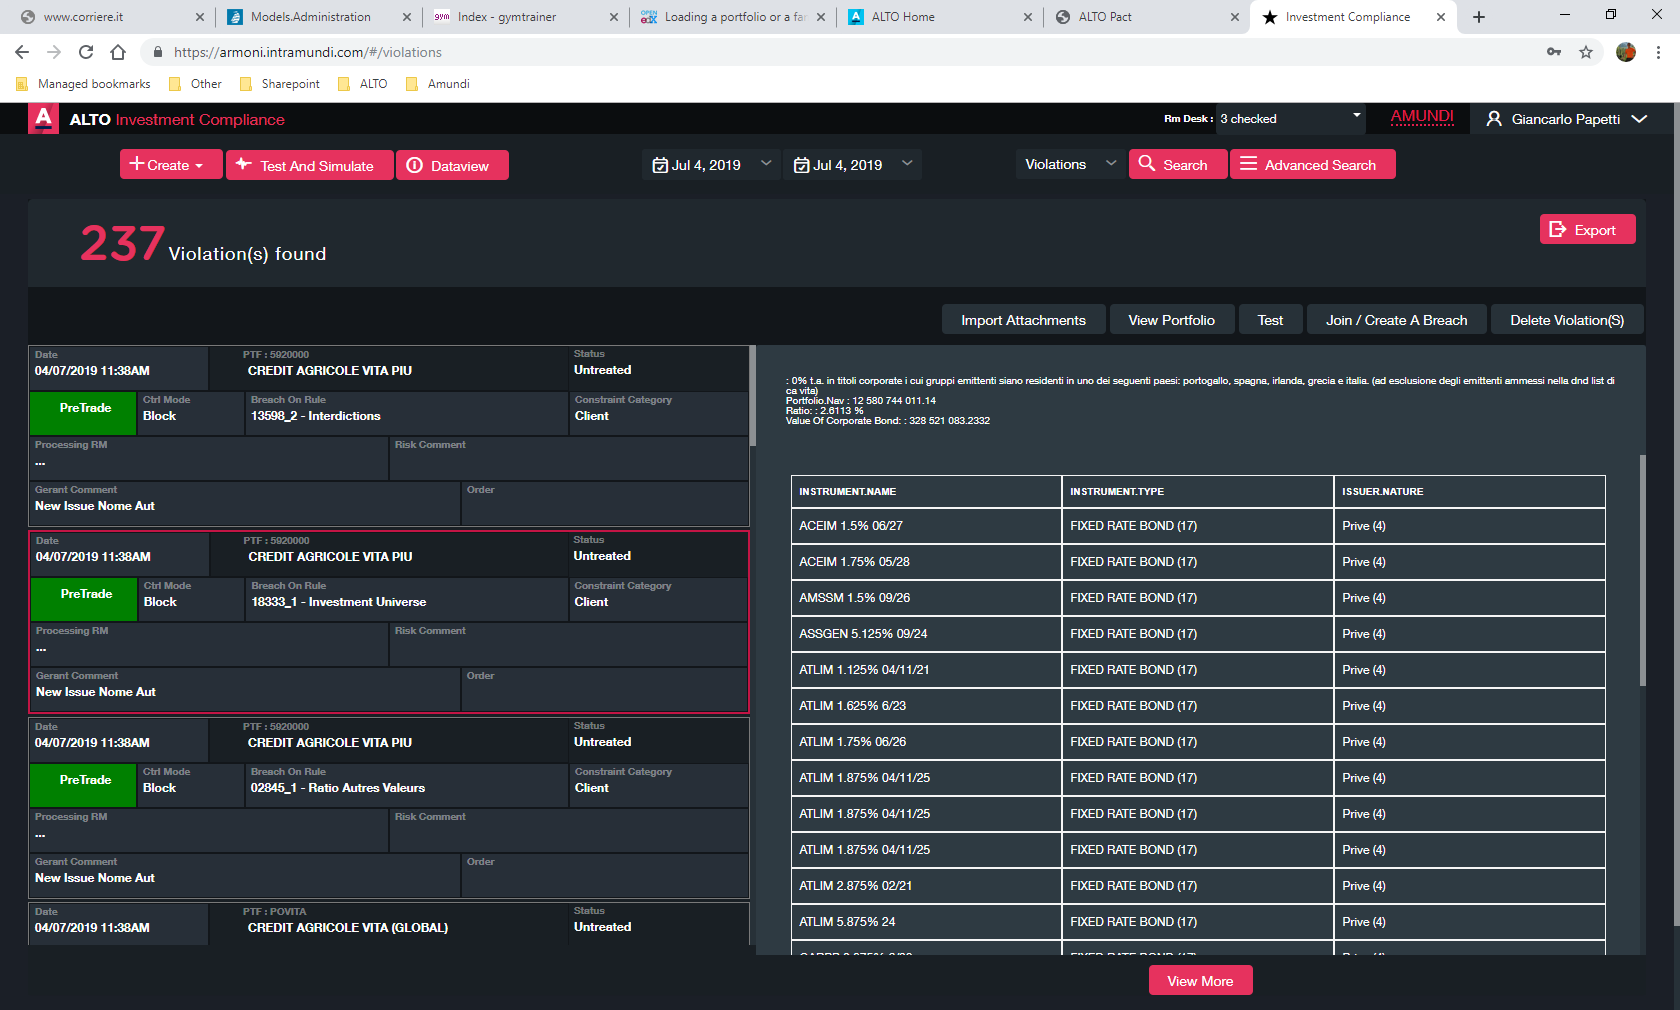 www.corriere.it
Models.Administration
gym Index - gymtrainer
OPEN edX Loading a portfolio or a far
ALTO Home
ALTO Pact
Investment Compliance
https://armoni.intramundi.com/#/violations
Managed bookmarks
Other
Sharepoint
ALTO
Amundi
A ALTO Investment Compliance
Rm Desk : 3 checked
AMUNDI
Giancarlo Papetti
Create
Test And Simulate
Dataview
Jul 4, 2019
Jul 4, 2019
Violations
Search
Advanced Search
237 Violation(s) found
Export
Import Attachments
View Portfolio
Test
Join / Create A Breach
Delete Violation(S)
Date
04/07/2019 11:38AM
PTF : 5920000
CREDIT AGRICOLE VITA PIU
Status
Untreated
PreTrade
Ctrl Mode
Block
Breach On Rule
13598_2 - Interdictions
Constraint Category
Client
Processing RM
...
Risk Comment
Gerant Comment
New Issue Nome Aut
Order
Date
04/07/2019 11:38AM
PTF : 5920000
CREDIT AGRICOLE VITA PIU
Status
Untreated
PreTrade
Ctrl Mode
Block
Breach On Rule
18333_1 - Investment Universe
Constraint Category
Client
Processing RM
...
Risk Comment
Gerant Comment
New Issue Nome Aut
Order
Date
04/07/2019 11:38AM
PTF : 5920000
CREDIT AGRICOLE VITA PIU
Status
Untreated
PreTrade
Ctrl Mode
Block
Breach On Rule
02845_1 - Ratio Autres Valeurs
Constraint Category
Client
Processing RM
...
Risk Comment
Gerant Comment
New Issue Nome Aut
Order
Date
04/07/2019 11:38AM
PTF : POVITA
CREDIT AGRICOLE VITA (GLOBAL)
Status
Untreated
: 0% t.a. in titoli corporate i cui gruppi emittenti siano residenti in uno dei seguenti paesi: portogallo, spagna, irlanda, grecia e italia. (ad esclusione degli emittenti ammessi nella dnd list di
ca vita)
Portfolio.Nav : 12 580 744 011.14
Ratio: : 2.6113 %
Value Of Corporate Bond: : 328 521 083.2332
INSTRUMENT.NAME INSTRUMENT.TYPE ISSUER.NATURE
ACEIM 1.5% 06/27 FIXED RATE BOND (17) Prive (4)
ACEIM 1.75% 05/28 FIXED RATE BOND (17) Prive (4)
AMSSM 1.5% 09/26 FIXED RATE BOND (17) Prive (4)
ASSGEN 5.125% 09/24 FIXED RATE BOND (17) Prive (4)
ATLIM 1.125% 04/11/21 FIXED RATE BOND (17) Prive (4)
ATLIM 1.625% 6/23 FIXED RATE BOND (17) Prive (4)
ATLIM 1.75% 06/26 FIXED RATE BOND (17) Prive (4)
ATLIM 1.875% 04/11/25 FIXED RATE BOND (17) Prive (4)
ATLIM 1.875% 04/11/25 FIXED RATE BOND (17) Prive (4)
ATLIM 1.875% 04/11/25 FIXED RATE BOND (17) Prive (4)
ATLIM 2.875% 02/21 FIXED RATE BOND (17) Prive (4)
ATLIM 5.875% 24 FIXED RATE BOND (17) Prive (4)
View More